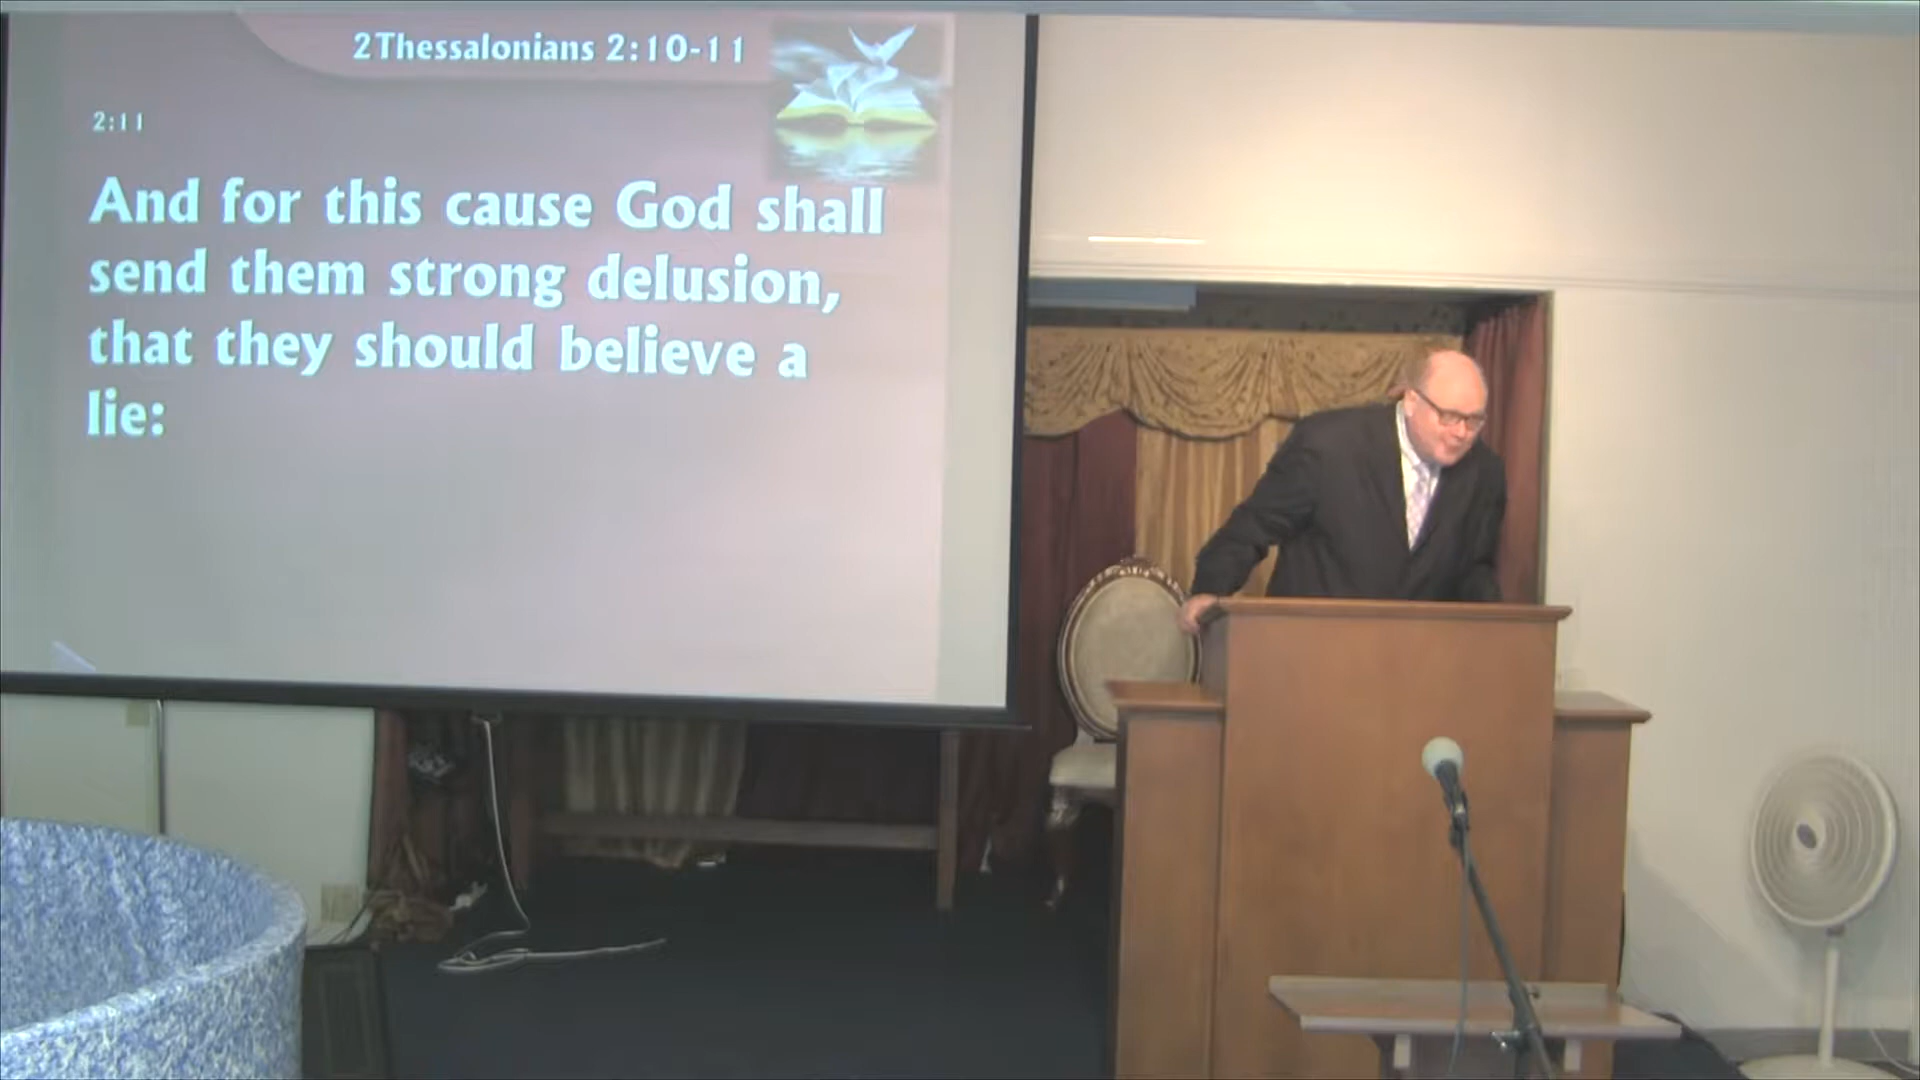 2Thessalonians 2:10-11
2:11
And for this cause God shall
send them strong delusion,
that they should believe a
lie: